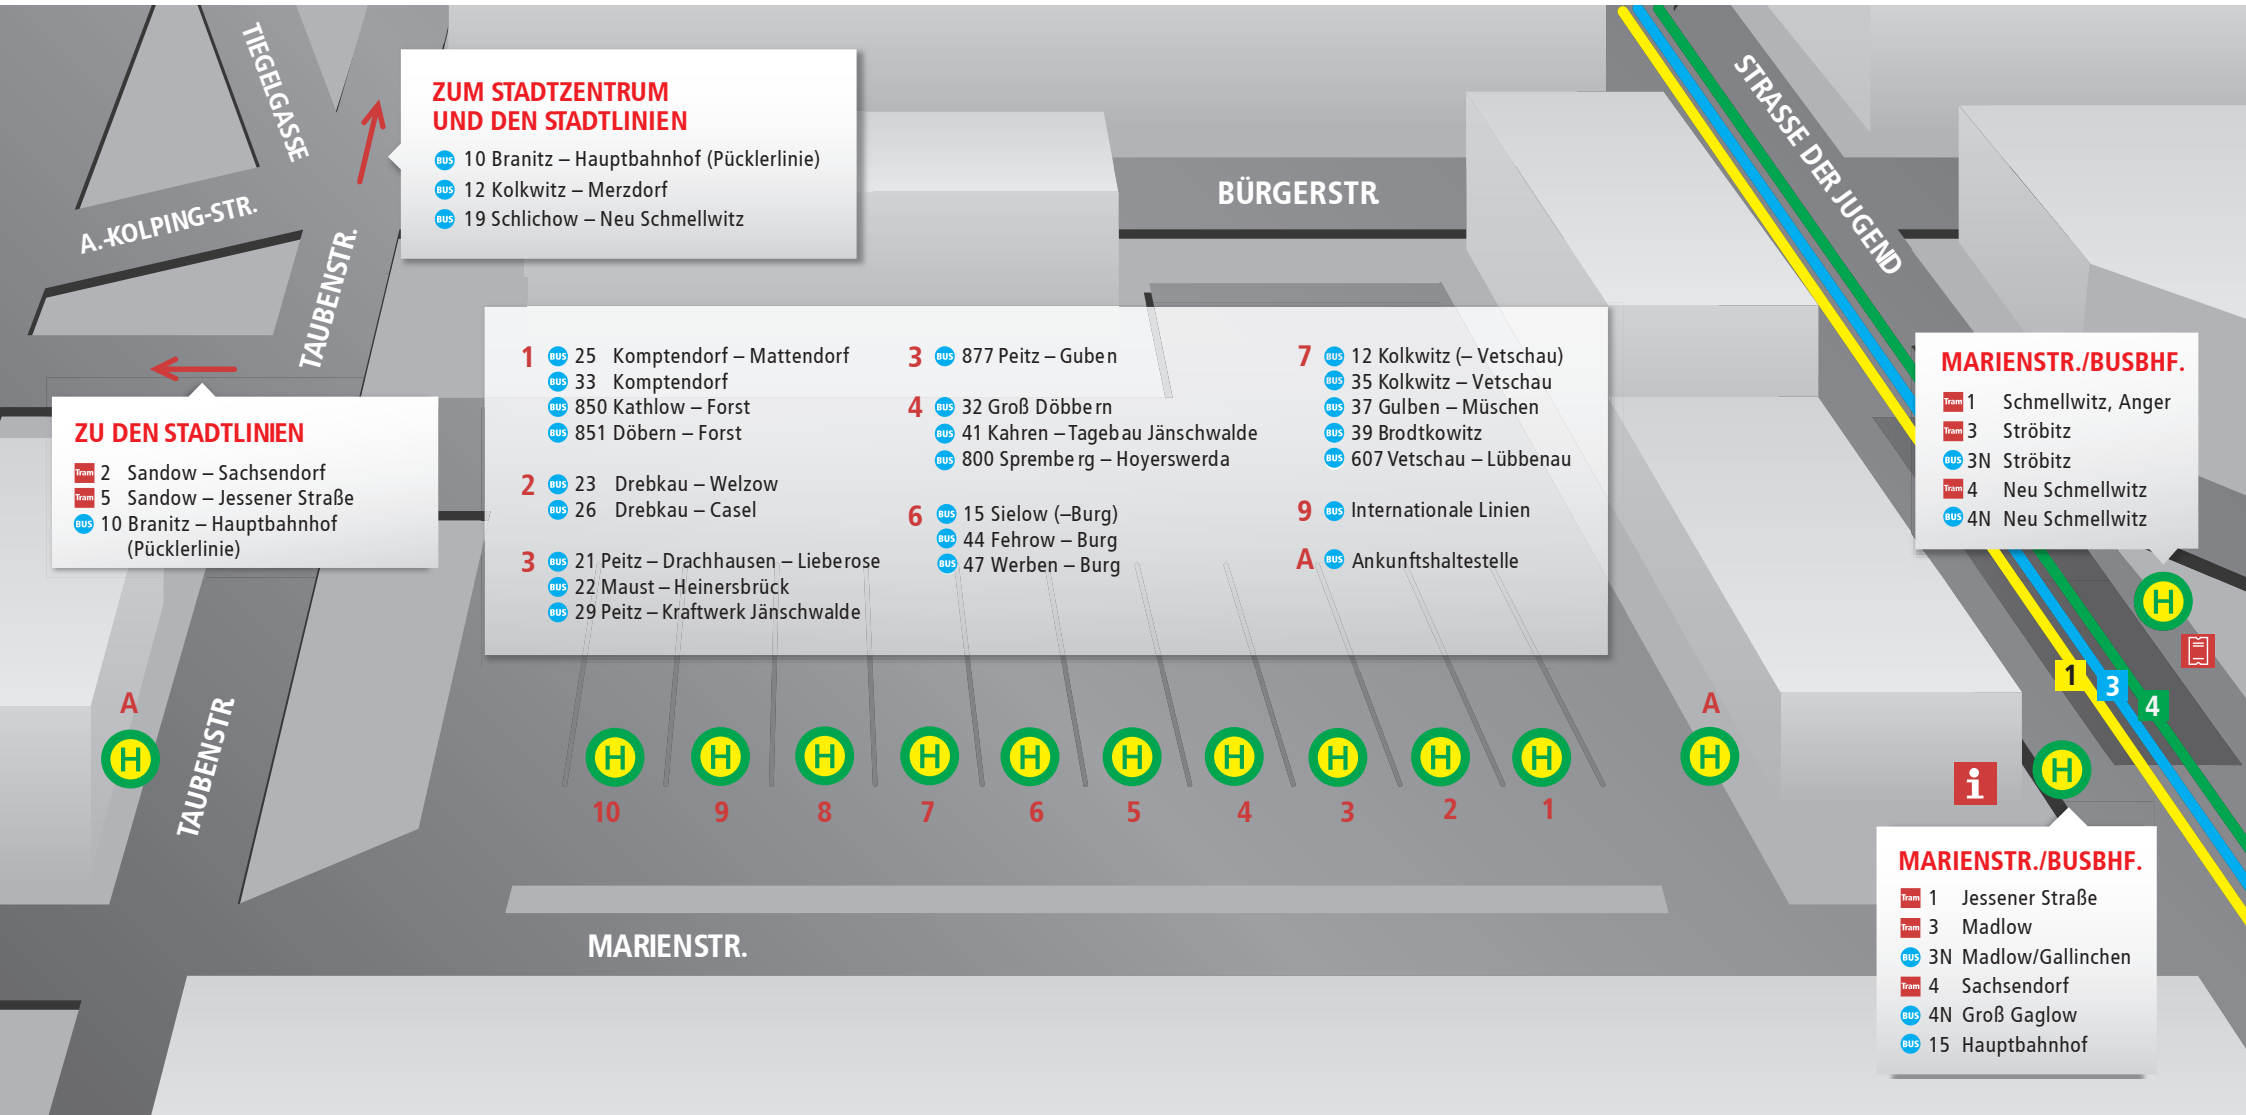 TIEGELGASSE
A.-KOLPING-STR.
TAUBENSTR.
ZUM STADTZENTRUM
UND DEN STADTLINIEN
BUS 10 Branitz – Hauptbahnhof (Pücklerlinie)
BUS 12 Kolkwitz – Merzdorf
BUS 19 Schlichow – Neu Schmellwitz
BÜRGERSTR.
STRASSE DER JUGEND
ZU DEN STADTLINIEN
Tram 2 Sandow – Sachsendorf
Tram 5 Sandow – Jessener Straße
BUS 10 Branitz – Hauptbahnhof
(Pücklerlinie)
1 BUS 25 Komptendorf – Mattendorf
BUS 33 Komptendorf
BUS 850 Kathlow – Forst
BUS 851 Döbern – Forst
2 BUS 23 Drebkau – Welzow
BUS 26 Drebkau – Casel
3 BUS 21 Peitz – Drachhausen – Lieberose
BUS 22 Maust – Heinersbrück
BUS 29 Peitz – Kraftwerk Jänschwalde
3 BUS 877 Peitz – Guben
4 BUS 32 Groß Döbbern
BUS 41 Kahren – Tagebau Jänschwalde
BUS 800 Spremberg – Hoyerswerda
6 BUS 15 Sielow (–Burg)
BUS 44 Fehrow – Burg
BUS 47 Werben – Burg
7 BUS 12 Kolkwitz (– Vetschau)
BUS 35 Kolkwitz – Vetschau
BUS 37 Gulben – Müschen
BUS 39 Brodtkowitz
BUS 607 Vetschau – Lübbenau
9 BUS Internationale Linien
A BUS Ankunftshaltestelle
MARIENSTR./BUSBHF.
Tram 1 Schmellwitz, Anger
Tram 3 Ströbitz
BUS 3N Ströbitz
Tram 4 Neu Schmellwitz
BUS 4N Neu Schmellwitz
H
1
3
4
A
H
TAUBENSTR.
H H H H H H H H H H
10 9 8 7 6 5 4 3 2 1
A
H
i
H
MARIENSTR.
MARIENSTR./BUSBHF.
Tram 1 Jessener Straße
Tram 3 Madlow
BUS 3N Madlow/Gallinchen
Tram 4 Sachsendorf
BUS 4N Groß Gaglow
BUS 15 Hauptbahnhof